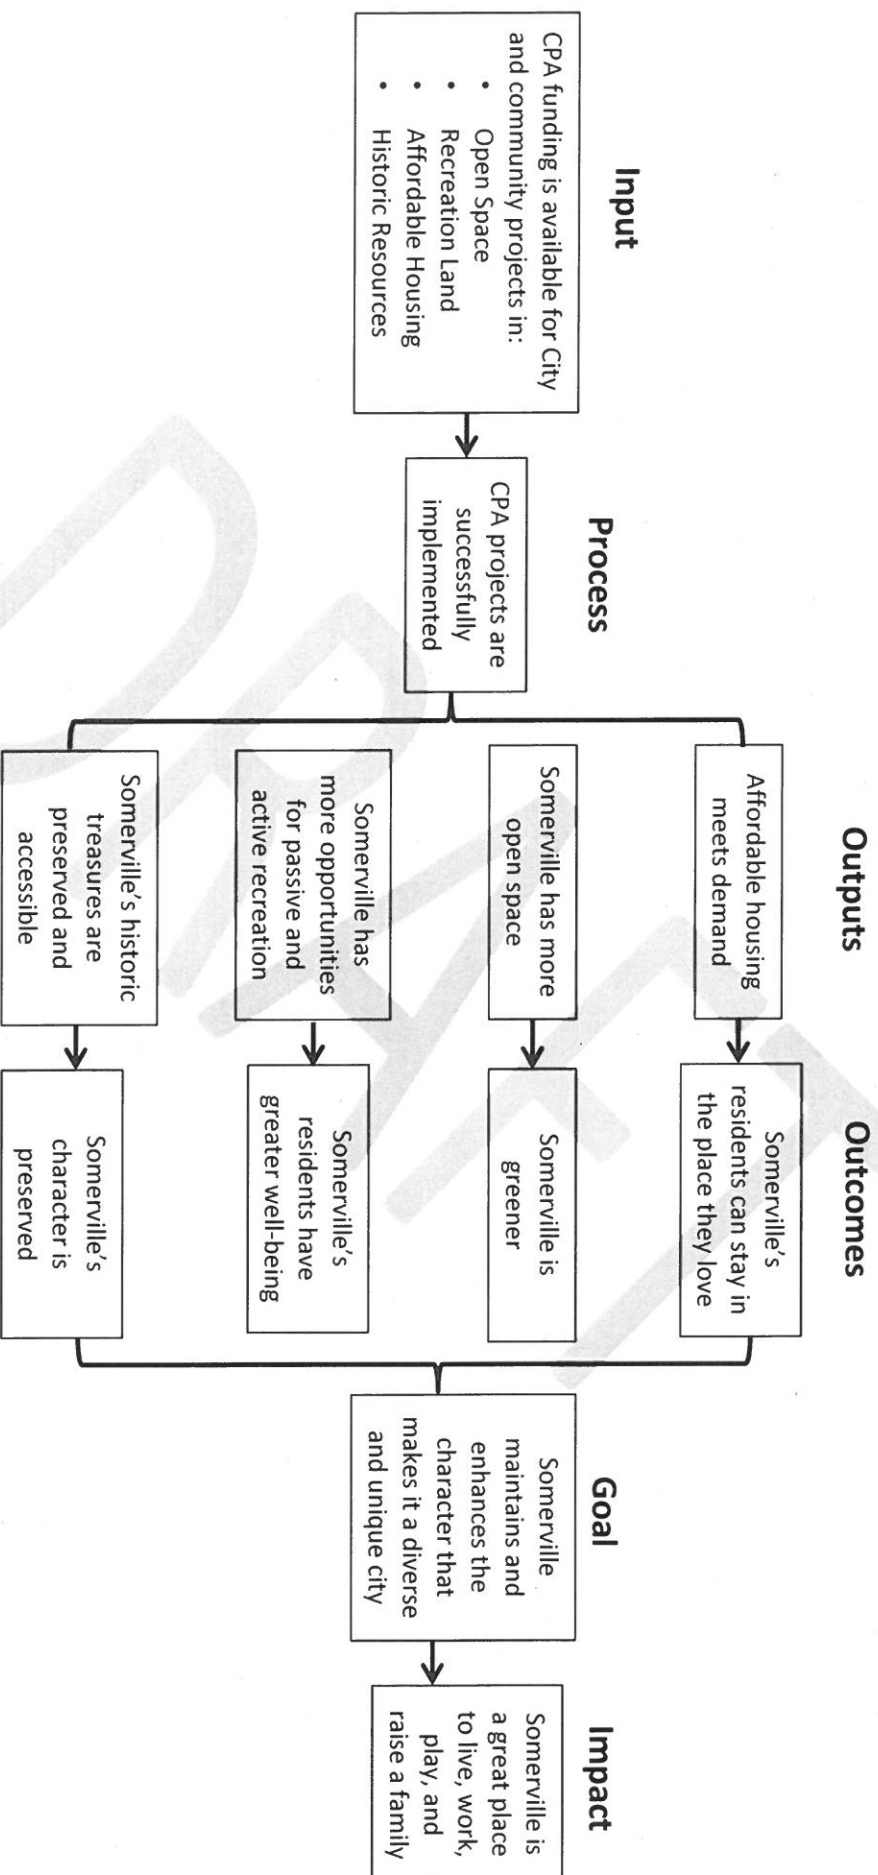 Input
CPA funding is available for City
and community projects in:
• Open Space
• Recreation Land
• Affordable Housing
• Historic Resources
Process
CPA projects are
successfully
implemented
Outputs
Affordable housing
meets demand
Somerville has more
open space
Somerville has
more opportunities
for passive and
active recreation
Somerville's historic
treasures are
preserved and
accessible
Outcomes
Somerville's
residents can stay in
the place they love
Somerville is
greener
Somerville's
residents have
greater well-being
Somerville's
character is
preserved
Goal
Somerville
maintains and
enhances the
character that
makes it a diverse
and unique city
Impact
Somerville is
a great place
to live, work,
play, and
raise a family
DRAFT